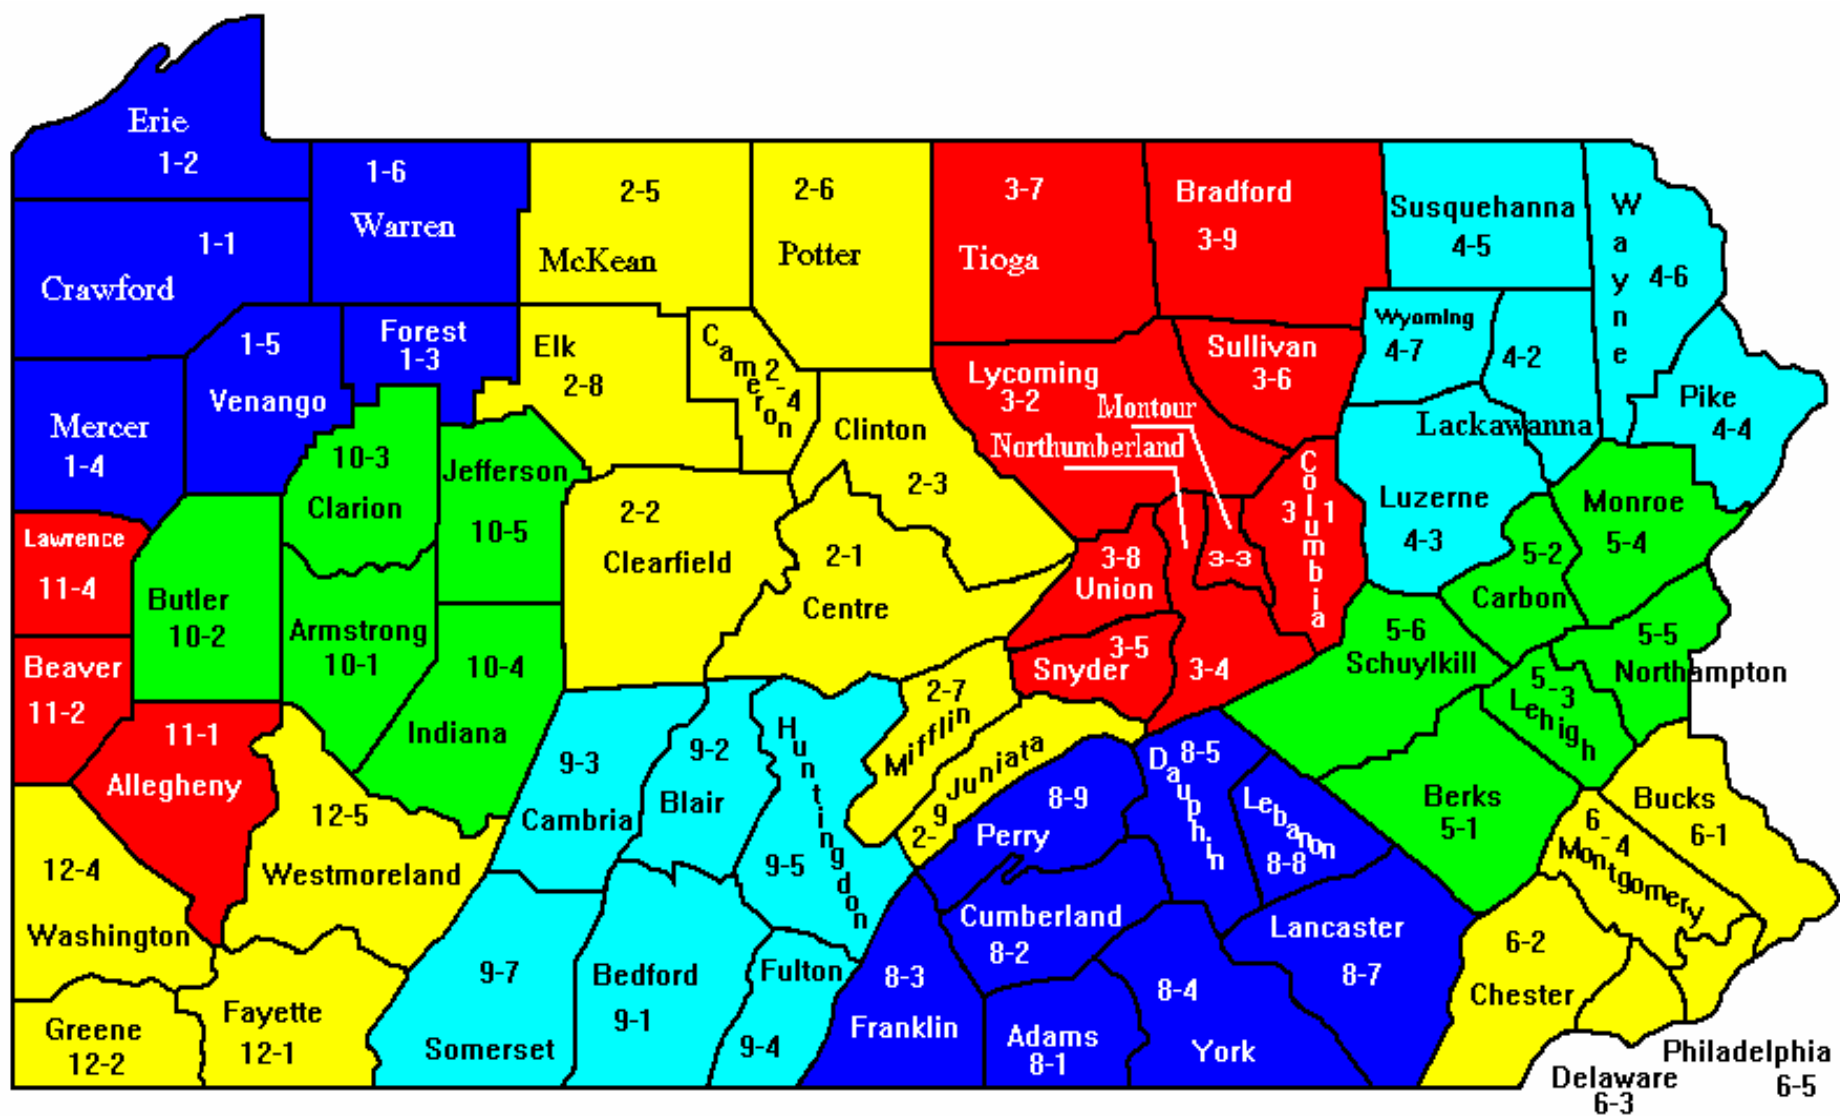 Erie
1-2
1-6
Warren
2-5
McKean
2-6
Potter
3-7
Tioga
Bradford
3-9
Susquehanna
4-5
Wayne
4-6
1-1
Crawford
1-5
Venango
Forest
1-3
Elk
2-8
Cameron
2-4
Clinton
2-3
Lycoming
3-2
Montour
Northumberland
Sullivan
3-6
Wyoming
4-7
4-2
Lackawanna
Pike
4-4
Mercer
1-4
10-3
Clarion
Jefferson
10-5
2-2
Clearfield
2-1
Centre
3-8
Union
3-3
Columbia
3 1
Luzerne
4-3
5-2
Carbon
Monroe
5-4
Lawrence
11-4
Butler
10-2
Armstrong
10-1
10-4
Indiana
Beaver
11-2
11-1
Allegheny
3-5
Snyder
3-4
5-6
Schuylkill
5-3
Lehigh
5-5
Northampton
2-7
Mifflin
Juniata
2-9
9-3
Cambria
9-2
Blair
Huntingdon
9-5
8-9
Perry
8-5
Dauphin
Lebanon
8-8
Berks
5-1
Bucks
6-1
6-4
Montgomery
12-5
Westmoreland
12-4
Washington
Cumberland
8-2
Lancaster
8-7
6-2
Chester
9-7
Somerset
Bedford
9-1
Fulton
9-4
8-3
Franklin
Adams
8-1
8-4
York
Greene
12-2
Fayette
12-1
Philadelphia
6-5
Delaware
6-3